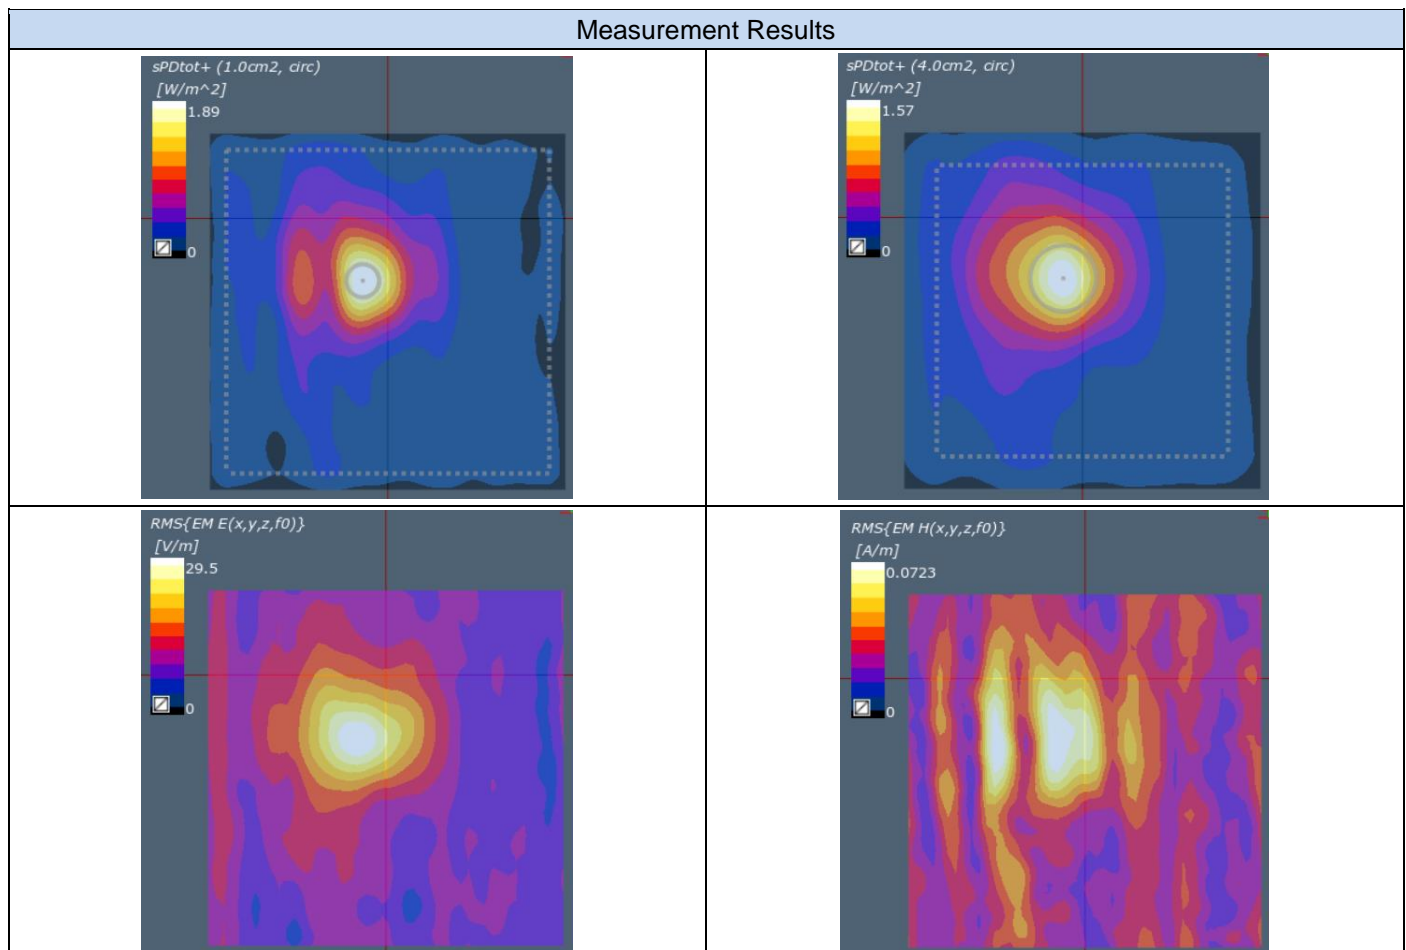 Measurement Results
sPDtot+ (1.0cm2, circ)
[W/m^2]
1.89
0
sPDtot+ (4.0cm2, circ)
[W/m^2]
1.57
0
RMS{EM E(x,y,z,f0)}
[V/m]
29.5
0
RMS{EM H(x,y,z,f0)}
[A/m]
0.0723
0